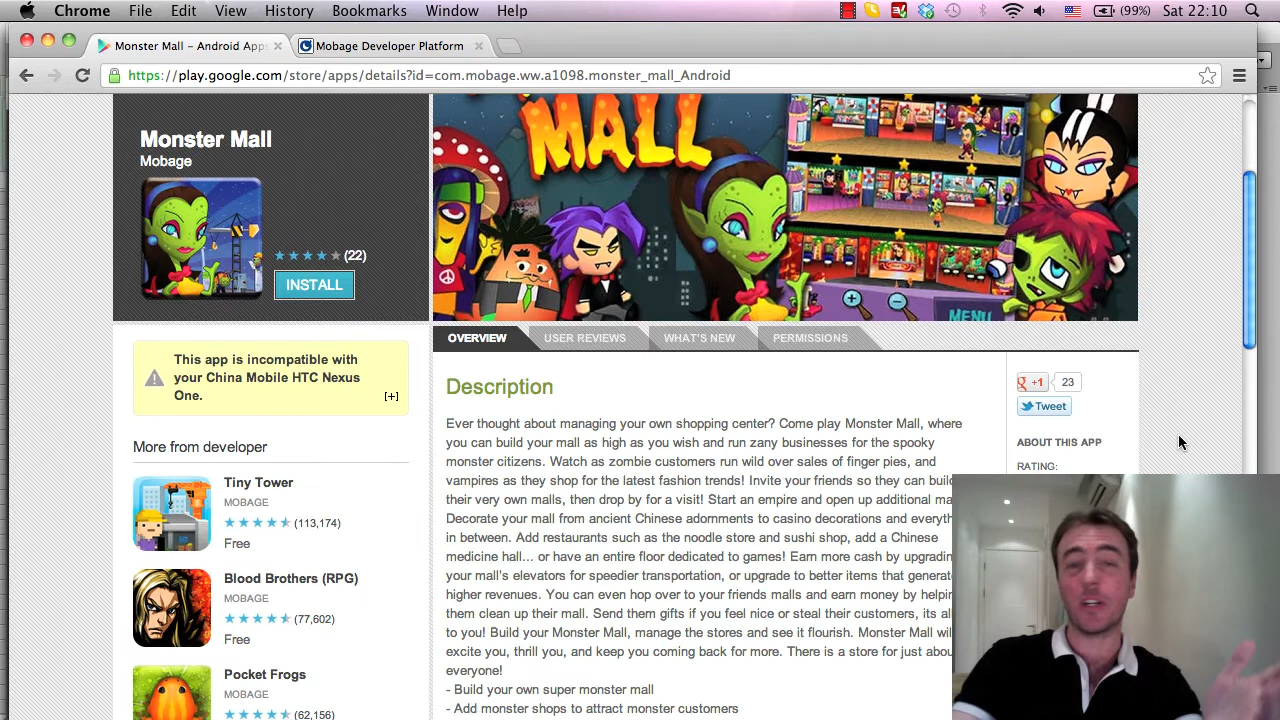 Chrome File Edit View History Bookmarks Window Help (99%) Sat 22:10
Monster Mall – Android Apps Mobage Developer Platform
https://play.google.com/store/apps/details?id=com.mobage.ww.a1098.monster_mall_Android
Monster Mall
Mobage
(22)
INSTALL
MALL
MENU
OVERVIEW USER REVIEWS WHAT'S NEW PERMISSIONS
This app is incompatible with
your China Mobile HTC Nexus
One.
[+]
More from developer
Tiny Tower
MOBAGE
(113,174)
Free
Blood Brothers (RPG)
MOBAGE
(77,602)
Free
Pocket Frogs
MOBAGE
(62,156)
Description
Ever thought about managing your own shopping center? Come play Monster Mall, where
you can build your mall as high as you wish and run zany businesses for the spooky
monster citizens. Watch as zombie customers run wild over sales of finger pies, and
vampires as they shop for the latest fashion trends! Invite your friends so they can build
their very own malls, then drop by for a visit! Start an empire and open up additional ma
Decorate your mall from ancient Chinese adornments to casino decorations and everyth
in between. Add restaurants such as the noodle store and sushi shop, add a Chinese
medicine hall... or have an entire floor dedicated to games! Earn more cash by upgradin
your mall's elevators for speedier transportation, or upgrade to better items that generat
higher revenues. You can even hop over to your friends malls and earn money by helpin
them clean up their mall. Send them gifts if you feel nice or steal their customers, its al
to you! Build your Monster Mall, manage the stores and see it flourish. Monster Mall wil
excite you, thrill you, and keep you coming back for more. There is a store for just abou
everyone!
- Build your own super monster mall
- Add monster shops to attract monster customers
+1 23
Tweet
ABOUT THIS APP
RATING: